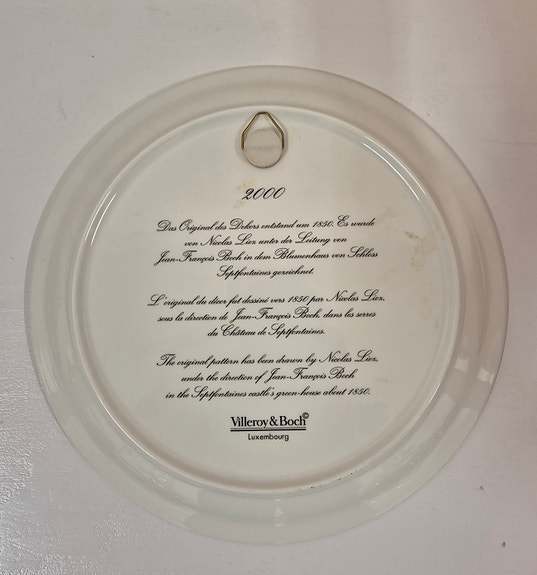 2000
Das Original des Dekors entstand um 1850. Es wurde
von Nicolas Liez unter der Leitung von
Jean-François Boch in dem Blumenhaus von Schloss
Septfontaines gezeichnet.
L'original du décor fut dessiné vers 1850 par Nicolas Liez,
sous la direction de Jean-François Boch, dans les serres
du Château de Septfontaines.
The original pattern has been drawn by Nicolas Liez,
under the direction of Jean-François Boch
in the Septfontaines castle's green-house about 1850.
Villeroy & Boch©
Luxembourg